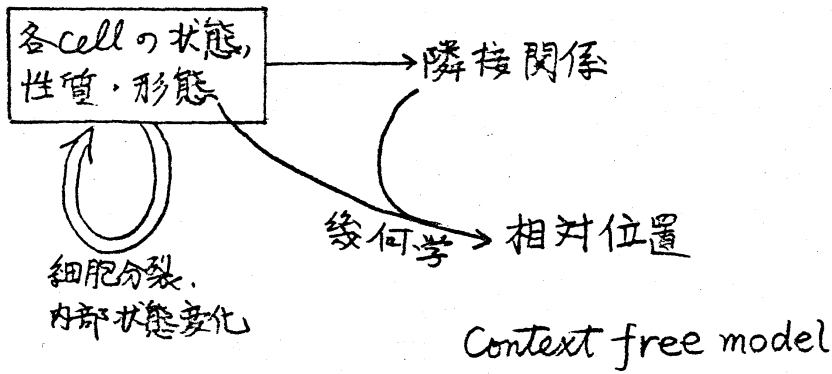 各cellの状態,
性質・形態
隣接関係
幾何学
相対位置
細胞分裂.
内部状態変化
Context free model